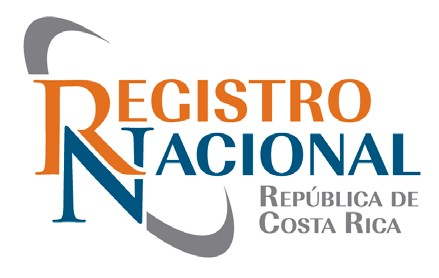 REGISTRO
NACIONAL
REPÚBLICA DE
COSTA RICA